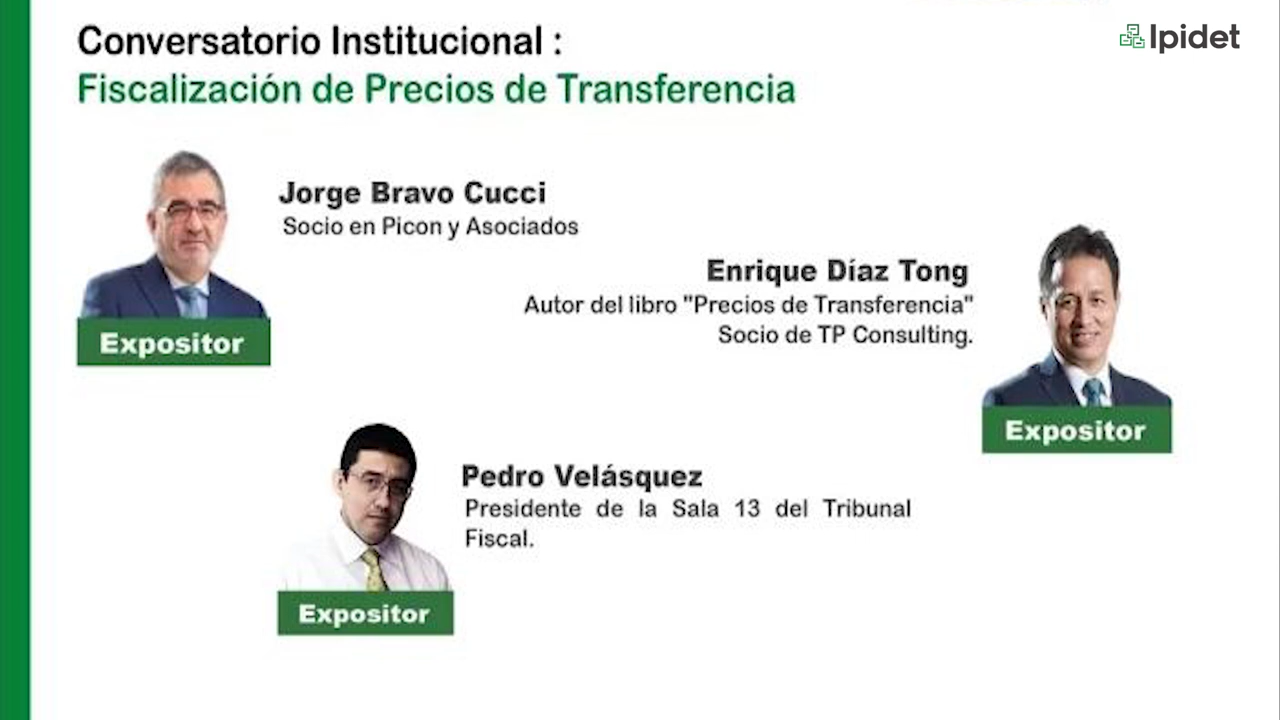 Conversatorio Institucional :
Fiscalización de Precios de Transferencia
Ipidet
Jorge Bravo Cucci
Socio en Picon y Asociados
Expositor
Enrique Díaz Tong
Autor del libro "Precios de Transferencia"
Socio de TP Consulting.
Expositor
Pedro Velásquez
Presidente de la Sala 13 del Tribunal
Fiscal.
Expositor